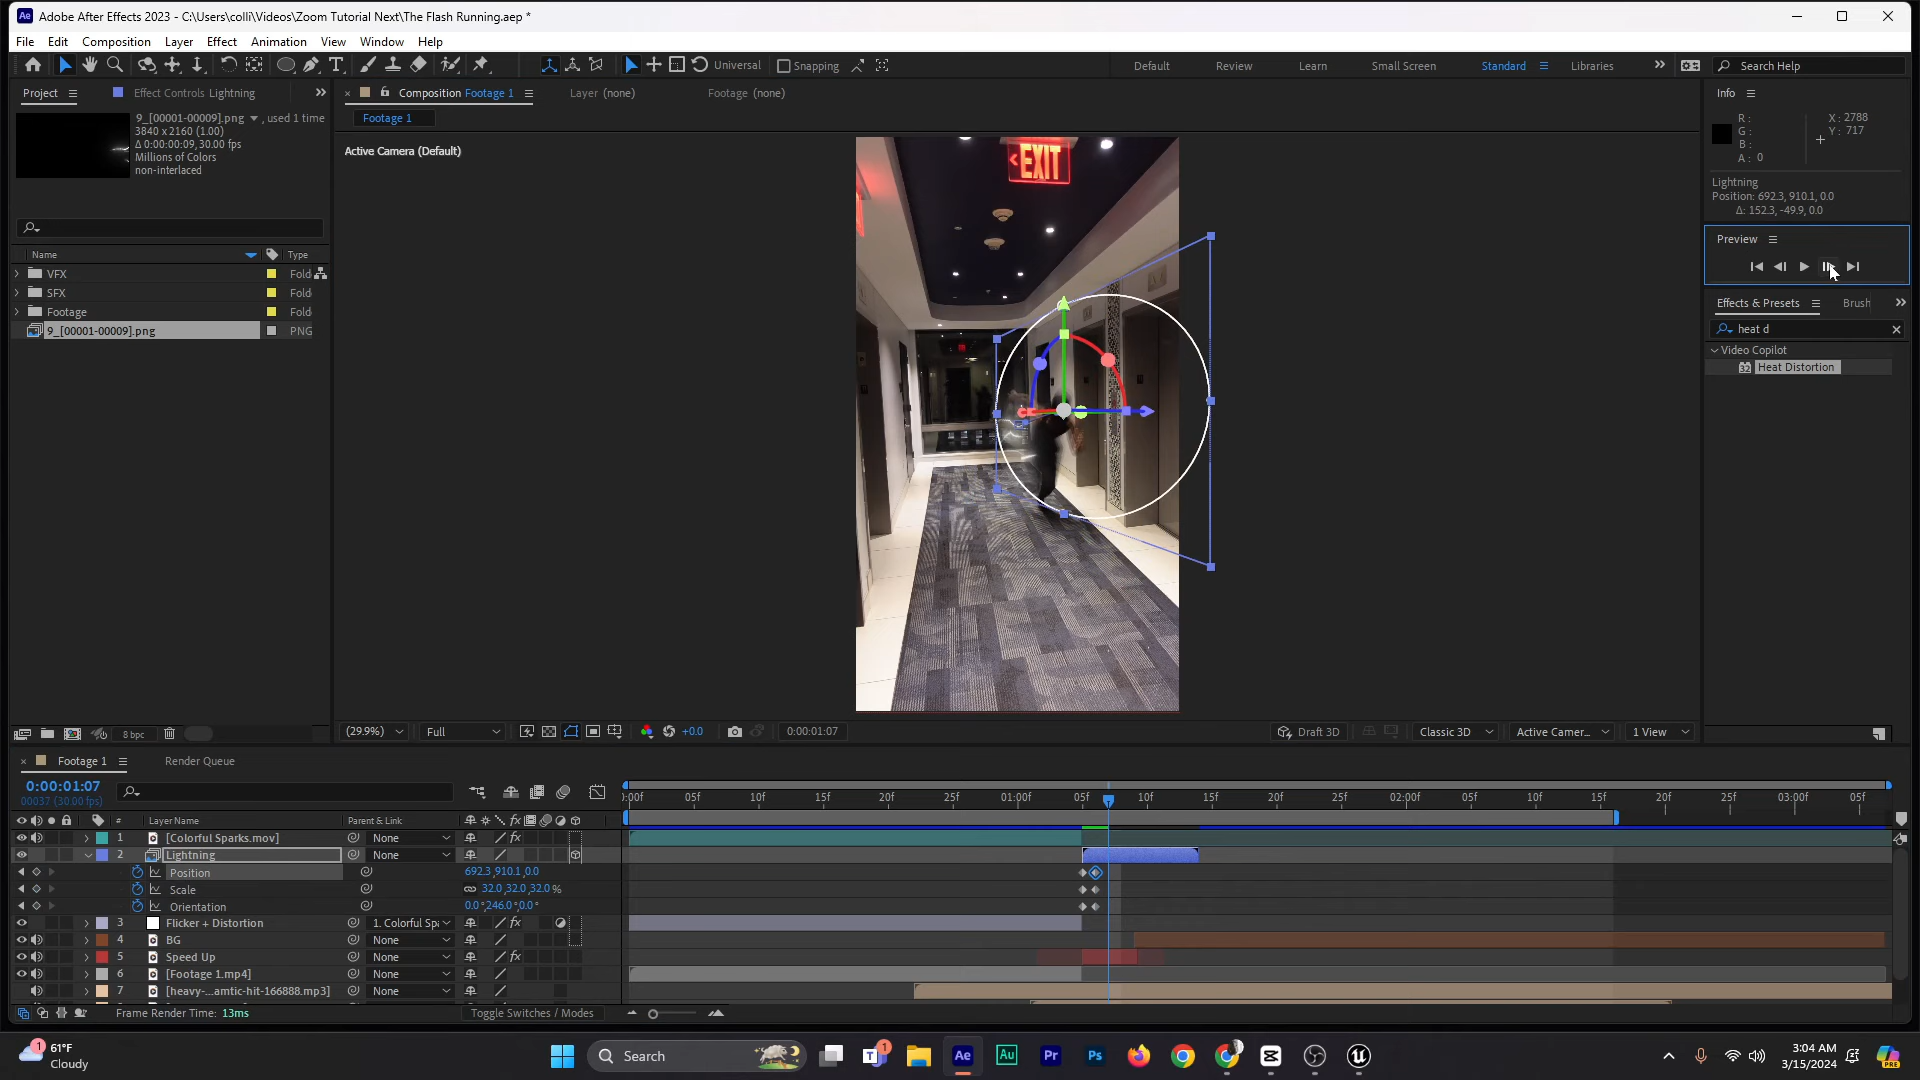 Adobe After Effects 2023 - C:\Users\colli\Videos\Zoom Tutorial Next\The Flash Running.aep *
File Edit Composition Layer Effect Animation View Window Help
Universal Snapping Default Review Learn Small Screen Standard Libraries Search Help
Project Effect Controls Lightning
Composition Footage 1 Layer (none) Footage (none)
Info
9_[00001-00009].png , used 1 time
3840 x 2160 (1.00)
Δ 0:00:00:09, 30.00 fps
Millions of Colors
non-interlaced
Footage 1
Active Camera (Default)
EXIT
R :
G :
B :
A : 0
X : 2788
Y : 717
Lightning
Position: 692.3, 910.1, 0.0
Δ: 152.3, -49.9, 0.0
Preview
Name Type
VFX Fold
SFX Fold
Footage Fold
9_[00001-00009].png PNG
Effects & Presets Brush
heat d
Video Copilot
32 Heat Distortion
8 bpc
(29.9%) Full +0.0 0:00:01:07 Draft 3D Classic 3D Active Camer... 1 View
Footage 1 Render Queue
0:00:01:07
00037 (30.00 fps)
0:00f 05f 10f 15f 20f 25f 01:00f 05f 10f 15f 20f 25f 02:00f 05f 10f 15f 20f 25f 03:00f 05f
# Layer Name Parent & Link
1 [Colorful Sparks.mov] None
2 Lightning None
Position 692.3,910.1,0.0
Scale 32.0,32.0,32.0 %
Orientation 0.0°,246.0°,0.0°
3 Flicker + Distortion 1. Colorful Spa
4 BG None
5 Speed Up None
6 [Footage 1.mp4] None
7 [heavy-...amtic-hit-166888.mp3] None
Frame Render Time: 13ms Toggle Switches / Modes
1
61°F
Cloudy
Search
1
Ae Au Pr Ps
3:04 AM
3/15/2024
PRE